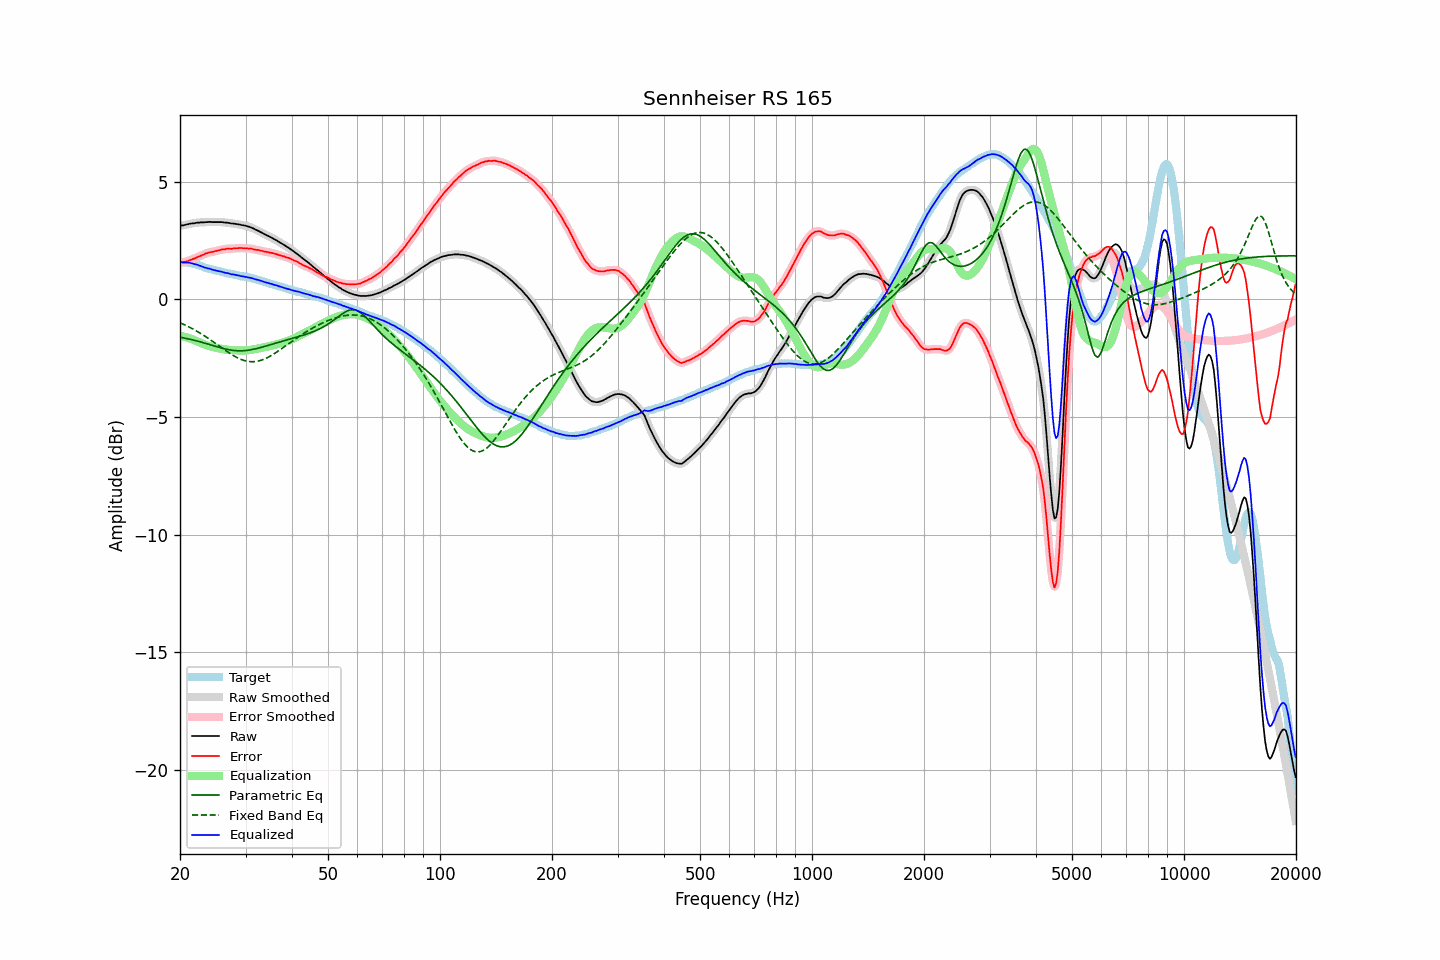 Sennheiser RS 165
Amplitude (dBr)
5
0
−5
−10
−15
−20
Target
Raw Smoothed
Error Smoothed
Raw
Error
Equalization
Parametric Eq
Fixed Band Eq
Equalized
20 50 100 200 500 1000 2000 5000 10000 20000
Frequency (Hz)